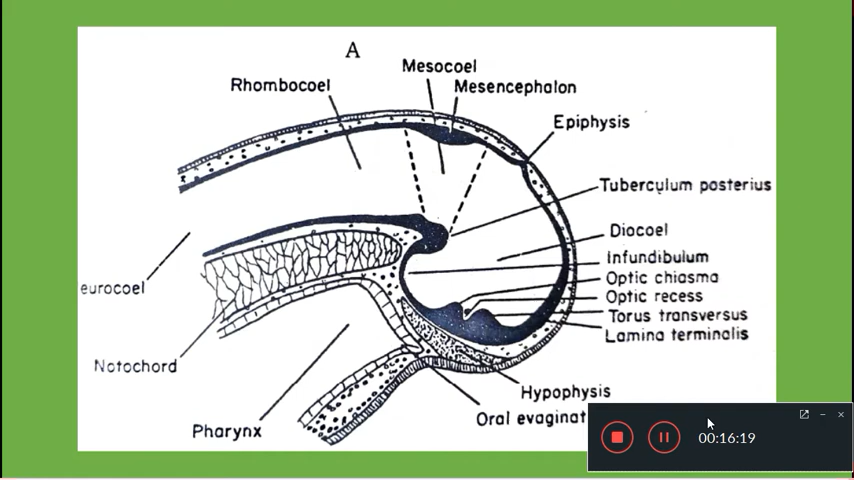 A
Mesocoel
Rhombocoel
Mesencephalon
Epiphysis
Tuberculum posterius
Diocoel
Infundibulum
Optic chiasma
Optic recess
Torus transversus
Lamina terminalis
eurocoel
Notochord
Hypophysis
Oral evaginat
Pharynx
00:16:19